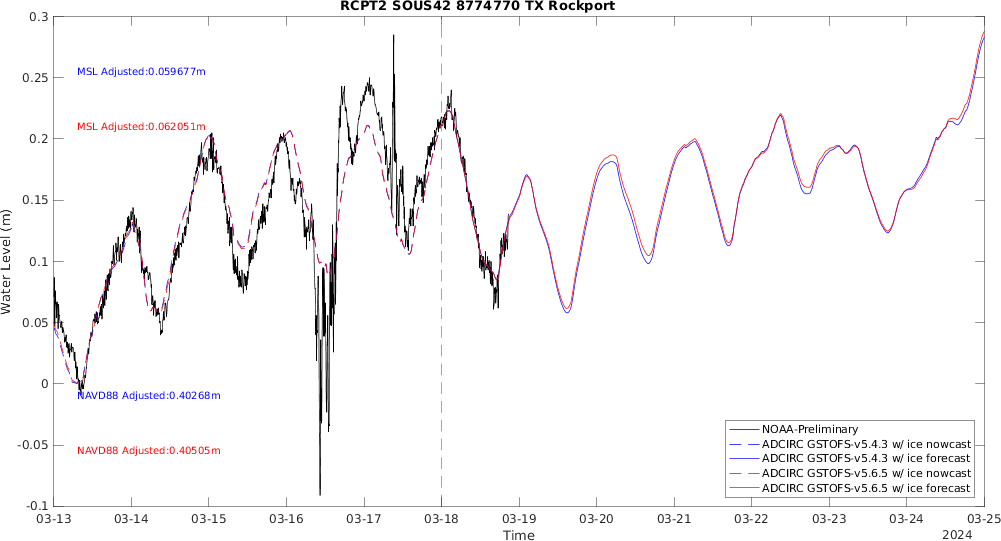 RCPT2 SOUS42 8774770 TX Rockport
0.3
0.25
0.2
0.15
0.1
0.05
0
-0.05
-0.1
Water Level (m)
MSL Adjusted:0.059677m
MSL Adjusted:0.062051m
NAVD88 Adjusted:0.40268m
NAVD88 Adjusted:0.40505m
NOAA-Preliminary
ADCIRC GSTOFS-v5.4.3 w/ ice nowcast
ADCIRC GSTOFS-v5.4.3 w/ ice forecast
ADCIRC GSTOFS-v5.6.5 w/ ice nowcast
ADCIRC GSTOFS-v5.6.5 w/ ice forecast
03-13 03-14 03-15 03-16 03-17 03-18 03-19 03-20 03-21 03-22 03-23 03-24 03-25
Time
2024